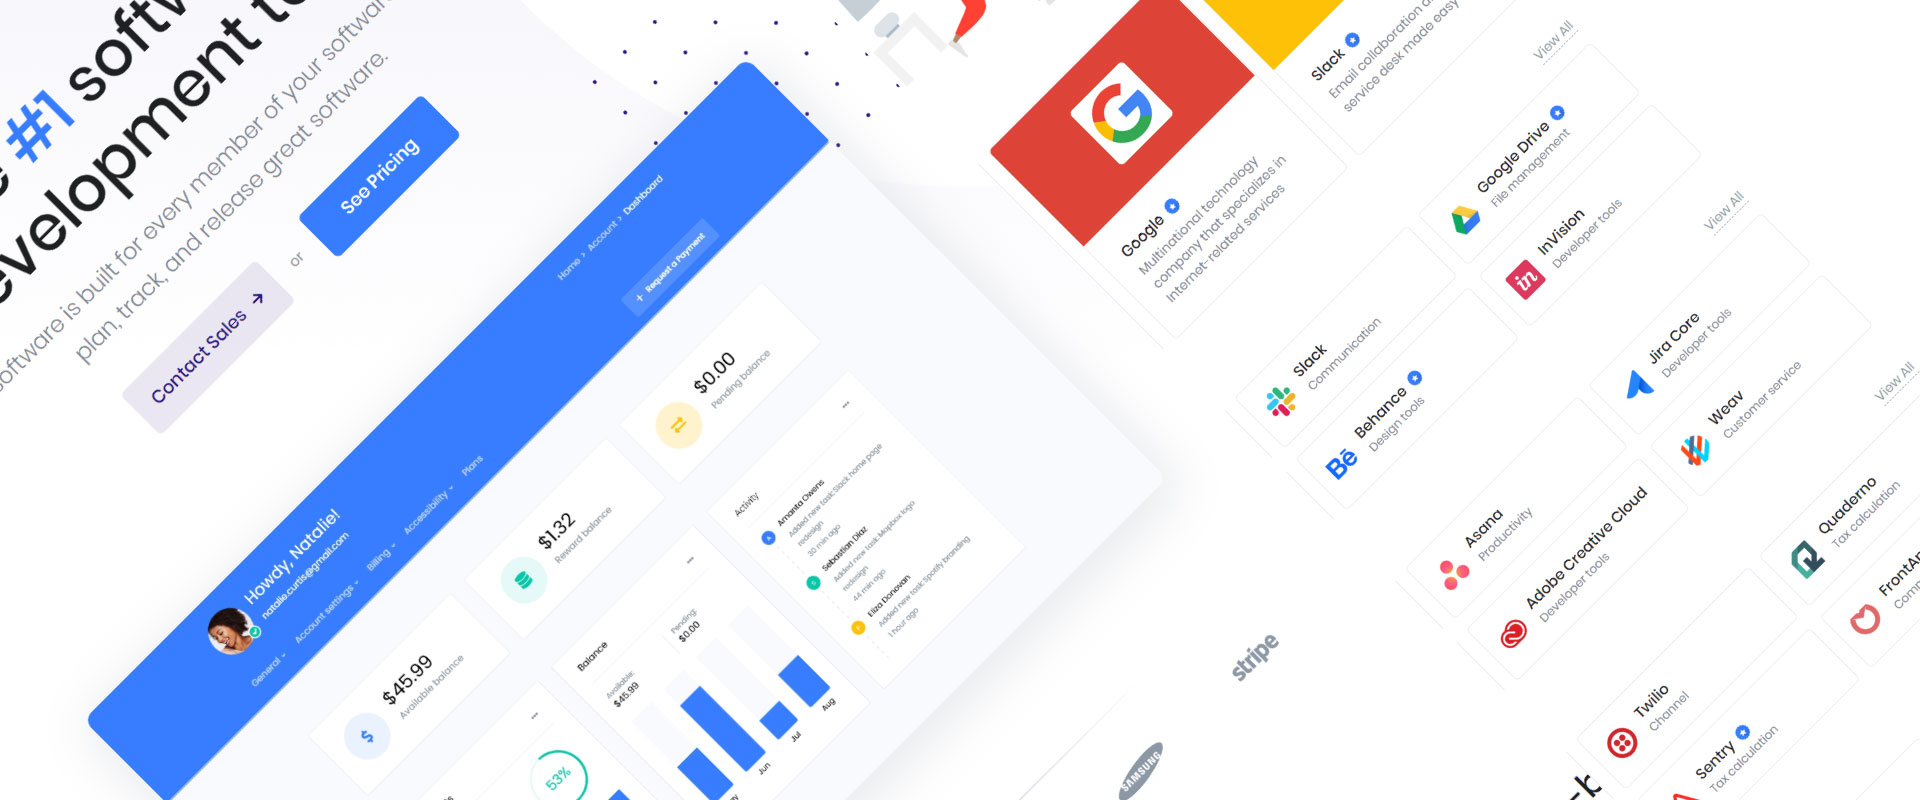 #1 software
development to
software is built for every member of your software
plan, track, and release great software.
Contact Sales
or
See Pricing
Home > Account > Dashboard
+ Request a Payment
Howdy, Natalie!
natalie.curtis@gmail.com
General
Account settings
Billing
Accessibility
Plans
$45.99
Available balance
$1.32
Reward balance
$0.00
Pending balance
53%
Balance
Available:
$45.99
Pending:
$0.00
Jun
Jul
Aug
Activity
Amanta Owens
Added new task: Slack home page
redesign
30 min ago
Sebastian Diaz
Added new task: Mapbox logo
redesign
44 min ago
Eliza Donovan
Added new task: spotify branding
1 hour ago
Google
Multinational technology
company that specializes in
Internet-related services
Slack
Email collaboration
service desk made easy
View All
Slack
Communication
Google Drive
File management
Behance
Design tools
InVision
Developer tools
View All
Asana
Productivity
Jira Core
Developer tools
Adobe Creative Cloud
Developer tools
Weav
Customer service
View All
Twilio
Channel
Quaderno
Tax calculation
Sentry
Tax calculation
stripe
SAMSUNG